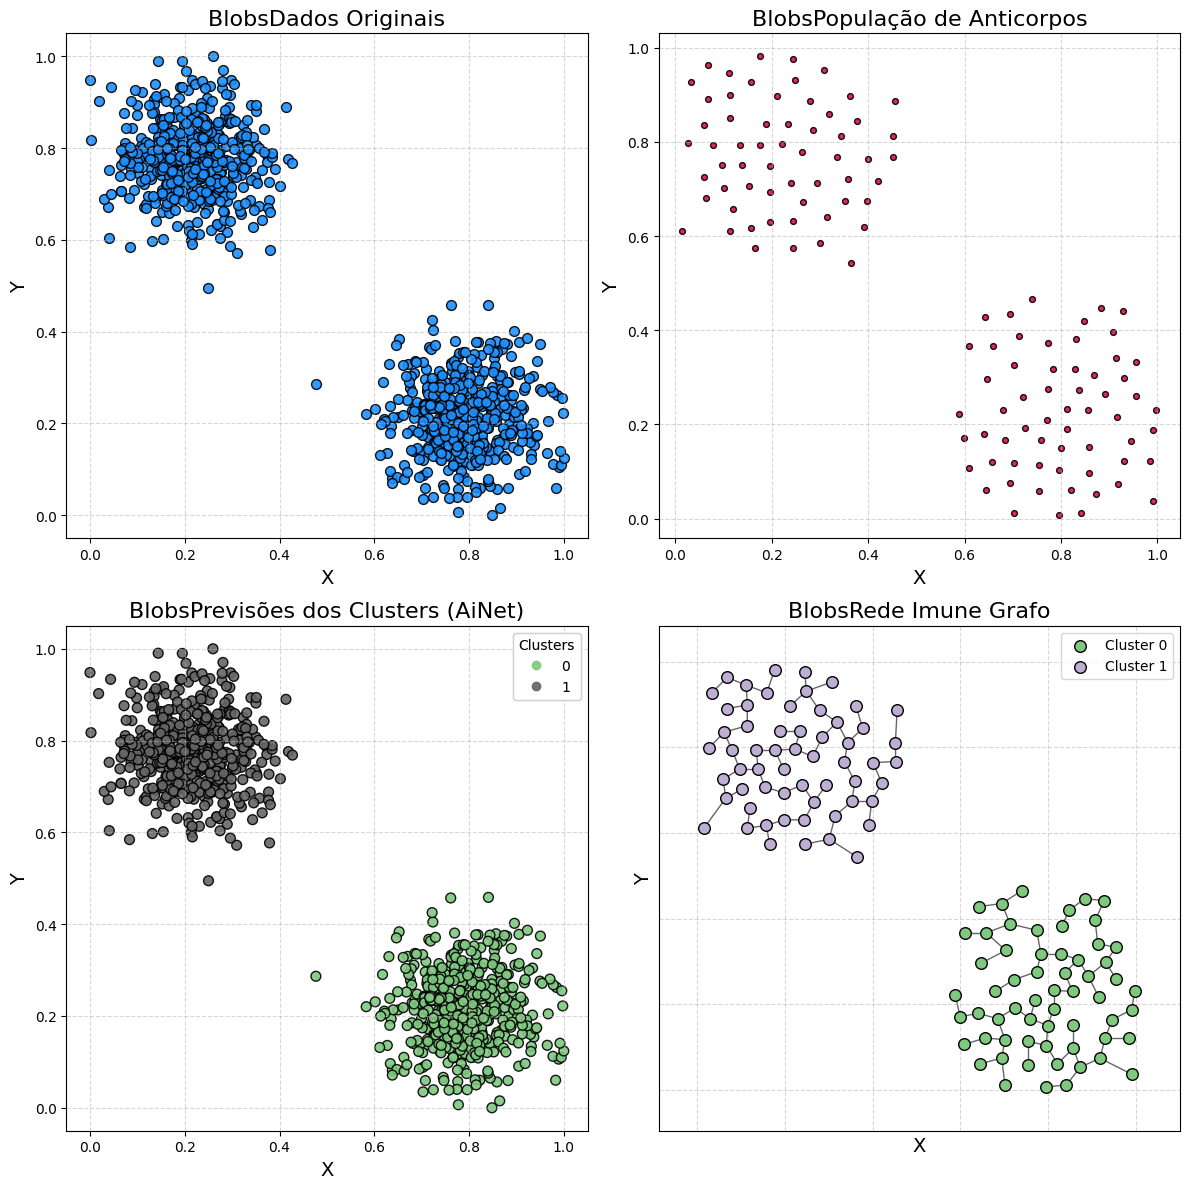 BlobsDados Originais
Y
1.0
0.8
0.6
0.4
0.2
0.0
0.0 0.2 0.4 0.6 0.8 1.0
X
BlobsPopulação de Anticorpos
Y
1.0
0.8
0.6
0.4
0.2
0.0
0.0 0.2 0.4 0.6 0.8 1.0
X
BlobsPrevisões dos Clusters (AiNet)
Clusters
0
1
Y
1.0
0.8
0.6
0.4
0.2
0.0
0.0 0.2 0.4 0.6 0.8 1.0
X
BlobsRede Imune Grafo
Cluster 0
Cluster 1
Y
X